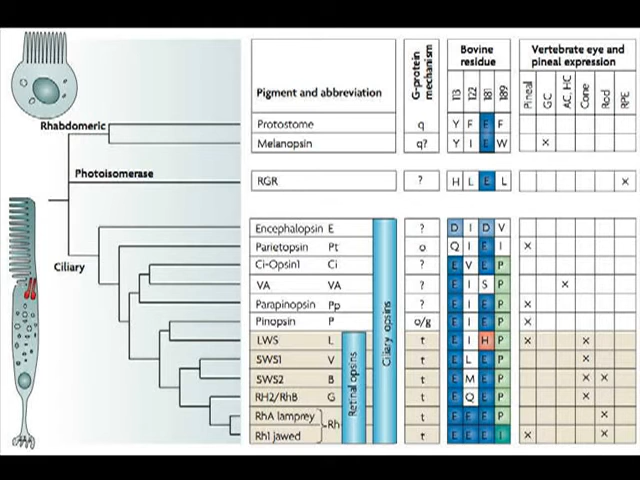 Pigment and abbreviation G-protein mechanism Bovine residue Vertebrate eye and pineal expression
113 122 181 189 Pineal GC AC, HC Cone Rod RPE
Rhabdomeric
Protostome q Y F E F
Melanopsin q? Y I E W ×
Photoisomerase
RGR ? H L E L ×
Ciliary
Encephalopsin E ? D I D V
Parietopsin Pt o Q I E I ×
Ci-Opsin1 Ci ? E V E P
VA VA ? E I S P ×
Parapinopsin Pp ? E I E P ×
Pinopsin P o/g E I E P ×
LWS L t E I H P × ×
SWS1 V t E L E P ×
SWS2 B t E M E P × ×
RH2/RhB G t E Q E P ×
RhA lamprey t E E E P ×
Rh1 jawed t E E E I × ×
Rh
Retinal opsins
Ciliary opsins